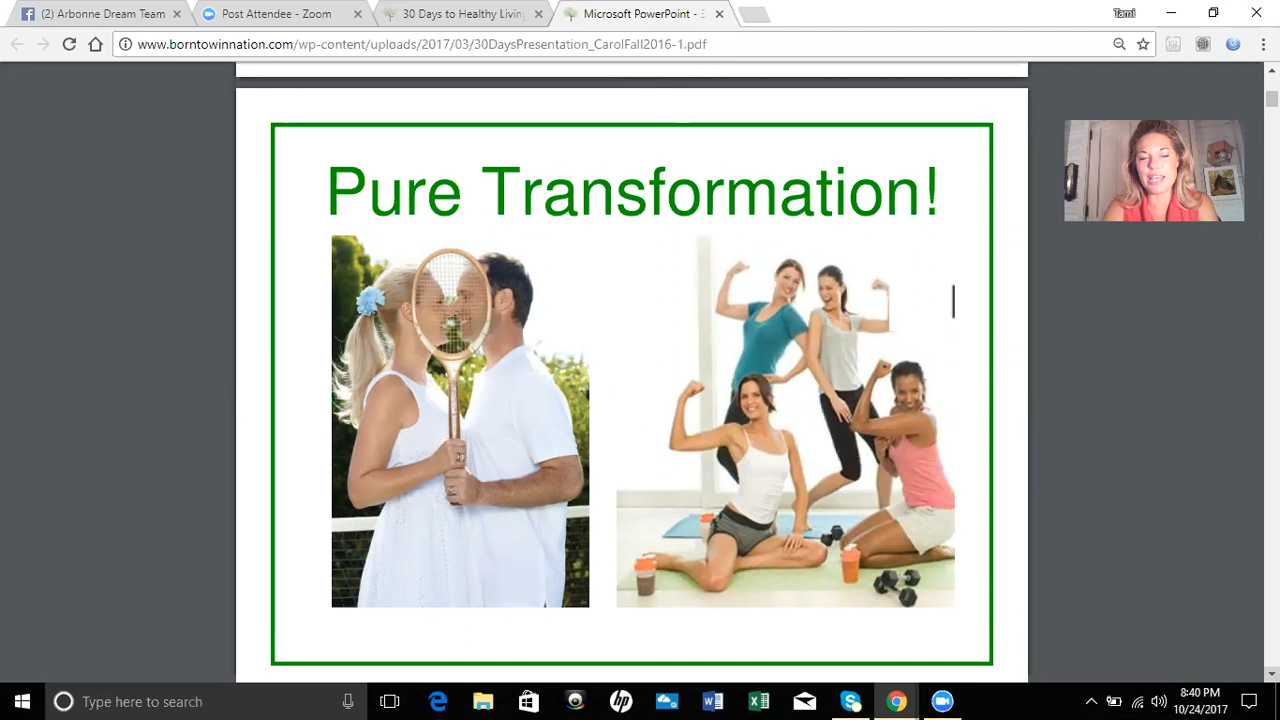 (2) Arbonne Dream Team
Post Attendee - Zoom
30 Days to Healthy Living
Microsoft PowerPoint - 
Tami
www.borntowinnation.com/wp-content/uploads/2017/03/30DaysPresentation_CarolFall2016-1.pdf
Pure Transformation!
Type here to search
8:40 PM
10/24/2017